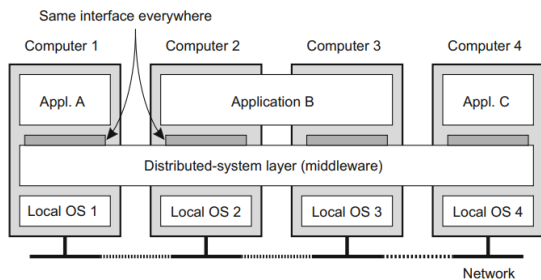 Same interface everywhere
Computer 1 Computer 2 Computer 3 Computer 4
Appl. A Application B Appl. C
Distributed-system layer (middleware)
Local OS 1 Local OS 2 Local OS 3 Local OS 4
Network